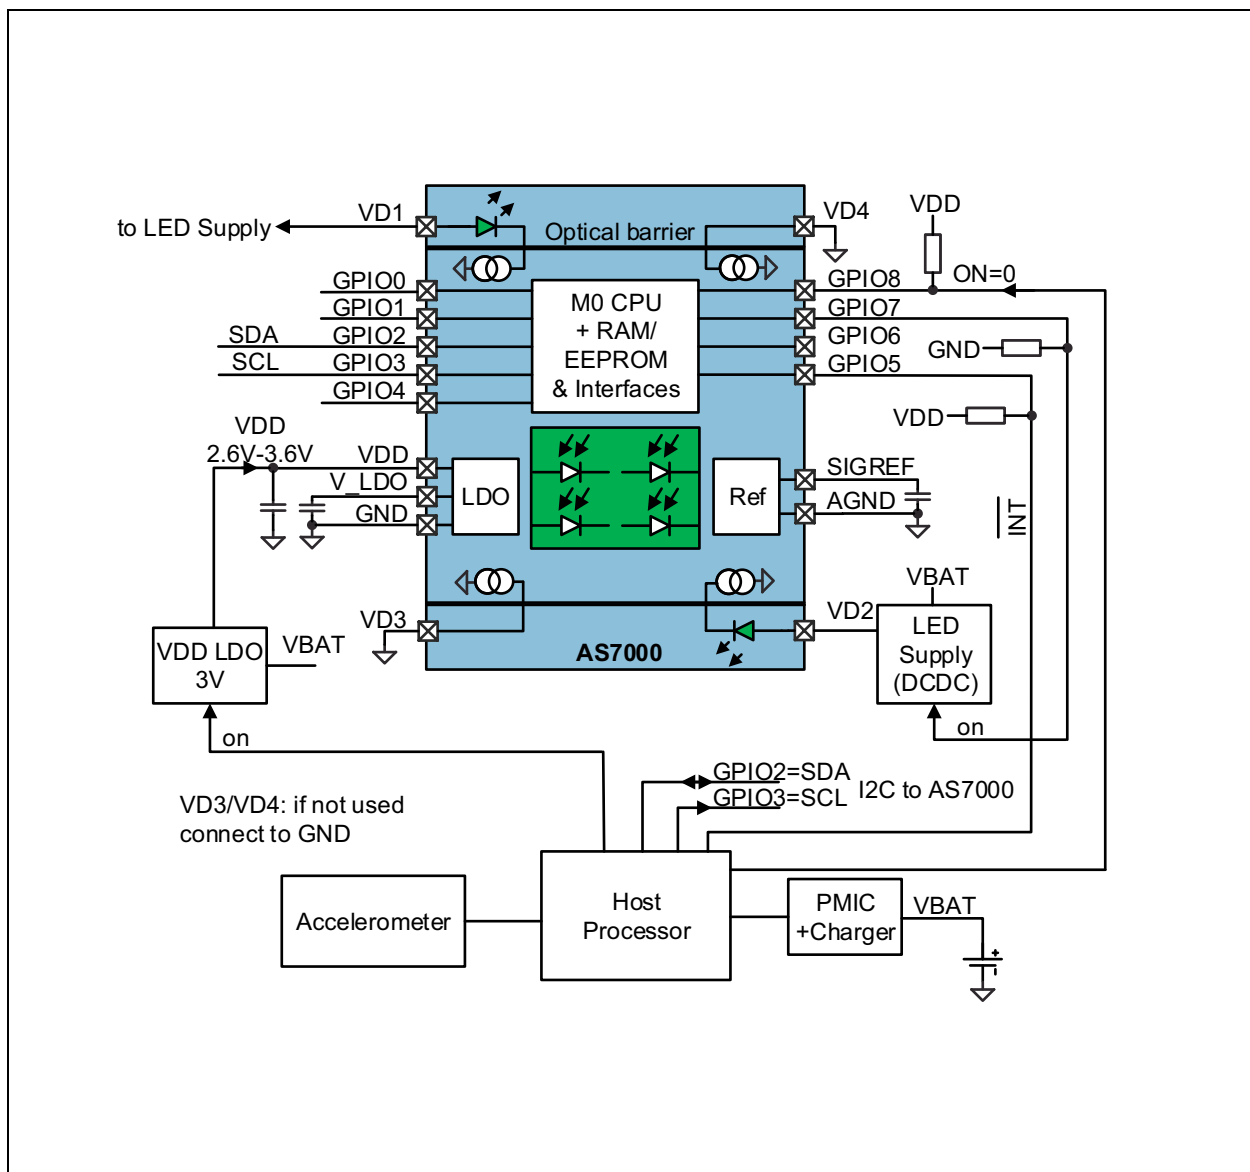 to LED Supply
VD1
Optical barrier
VD4
VDD
ON=0
GPIO0
GPIO1
SDA
GPIO2
SCL
GPIO3
GPIO4
M0 CPU
+ RAM/
EEPROM
& Interfaces
GPIO8
GPIO7
GPIO6
GPIO5
GND
VDD
VDD
2.6V-3.6V
VDD
V_LDO
GND
LDO
Ref
SIGREF
AGND
INT
VD3
AS7000
VD2
VBAT
LED
Supply
(DCDC)
on
VDD LDO
3V
VBAT
on
VD3/VD4: if not used
connect to GND
GPIO2=SDA
GPIO3=SCL
I2C to AS7000
Accelerometer
Host
Processor
PMIC
+Charger
VBAT
+
-